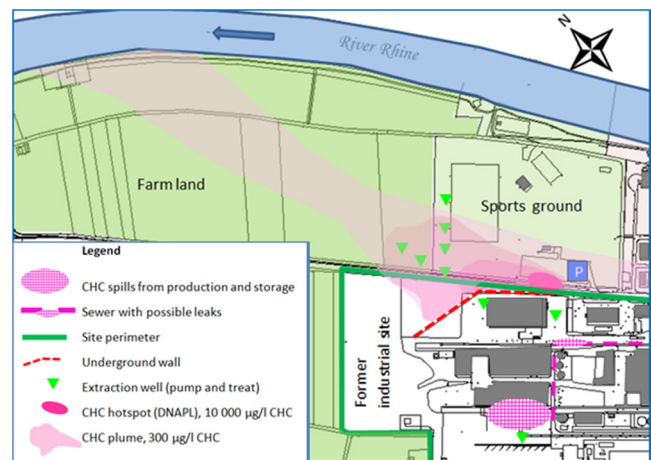 N
River Rhine
Farm land
Sports ground
P
Former
industrial site
Legend
CHC spills from production and storage
Sewer with possible leaks
Site perimeter
Underground wall
Extraction well (pump and treat)
CHC hotspot (DNAPL), 10 000 µg/l CHC
CHC plume, 300 µg/l CHC